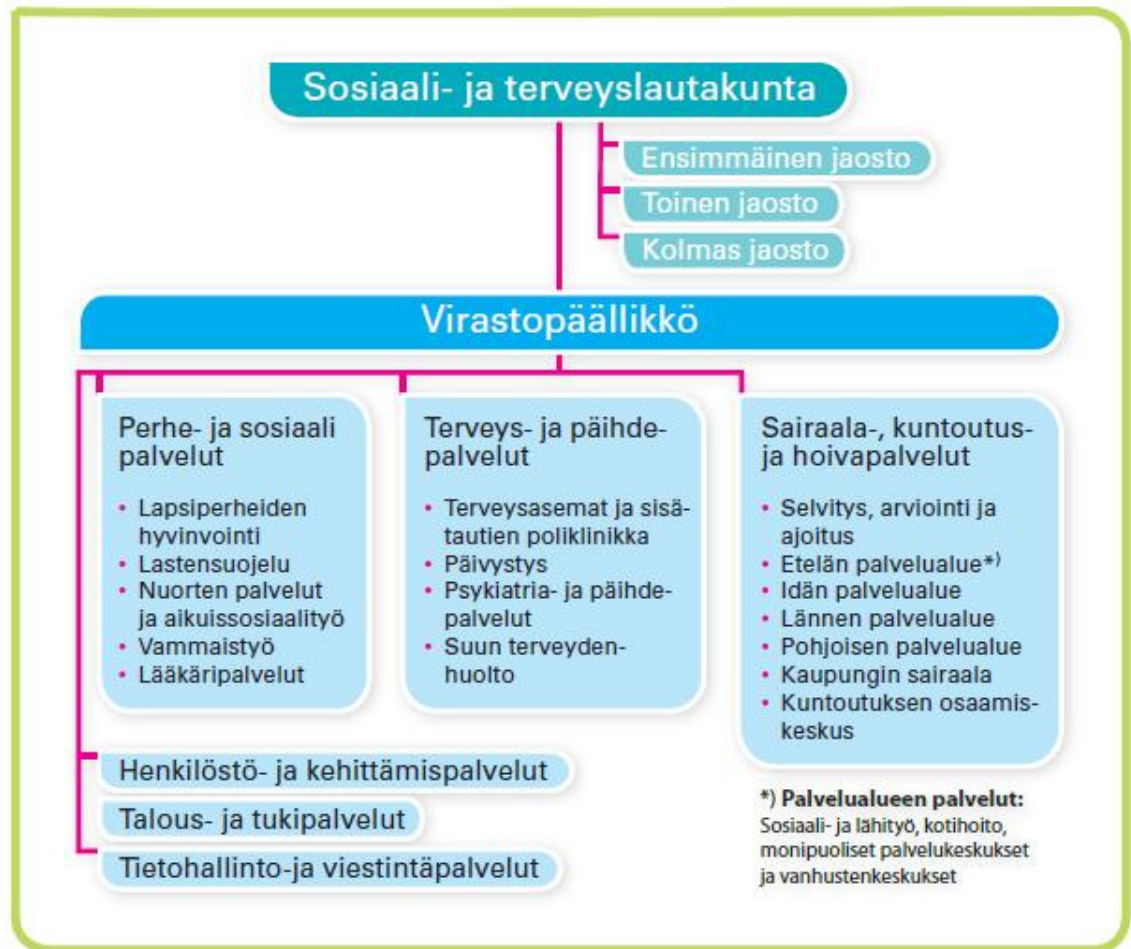 Sosiaali- ja terveyslautakunta
Ensimmäinen jaosto
Toinen jaosto
Kolmas jaosto
Virastopäällikkö
Perhe- ja sosiaali
palvelut
• Lapsiperheiden
hyvinvointi
• Lastensuojelu
• Nuorten palvelut
ja aikuissosiaalityö
• Vammaistyö
• Lääkäripalvelut
Terveys- ja päihde-
palvelut
• Terveysasemat ja sisä-
tautien poliklinikka
• Päivystys
• Psykiatria- ja päihde-
palvelut
• Suun terveyden-
huolto
Sairaala-, kuntoutus-
ja hoivapalvelut
• Selvitys, arviointi ja
ajoitus
• Etelän palvelualue*)
• Idän palvelualue
• Lännen palvelualue
• Pohjoisen palvelualue
• Kaupungin sairaala
• Kuntoutuksen osaamis-
keskus
Henkilöstö- ja kehittämispalvelut
Talous- ja tukipalvelut
Tietohallinto-ja viestintäpalvelut
*) Palvelualueen palvelut:
Sosiaali- ja lähityö, kotihoito,
monipuoliset palvelukeskukset
ja vanhustenkeskukset